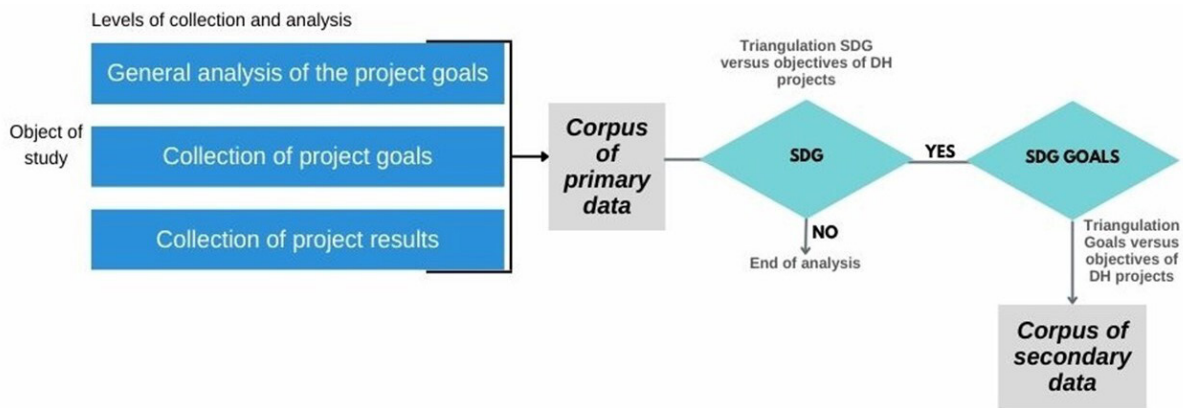 Levels of collection and analysis
General analysis of the project goals
Object of
study
Collection of project goals
Collection of project results
Corpus
of
primary
data
Triangulation SDG
versus objectives of DH
projects
SDG
YES
SDG GOALS
NO
End of analysis
Triangulation
Goals versus
objectives of
DH projects
Corpus of
secondary
data